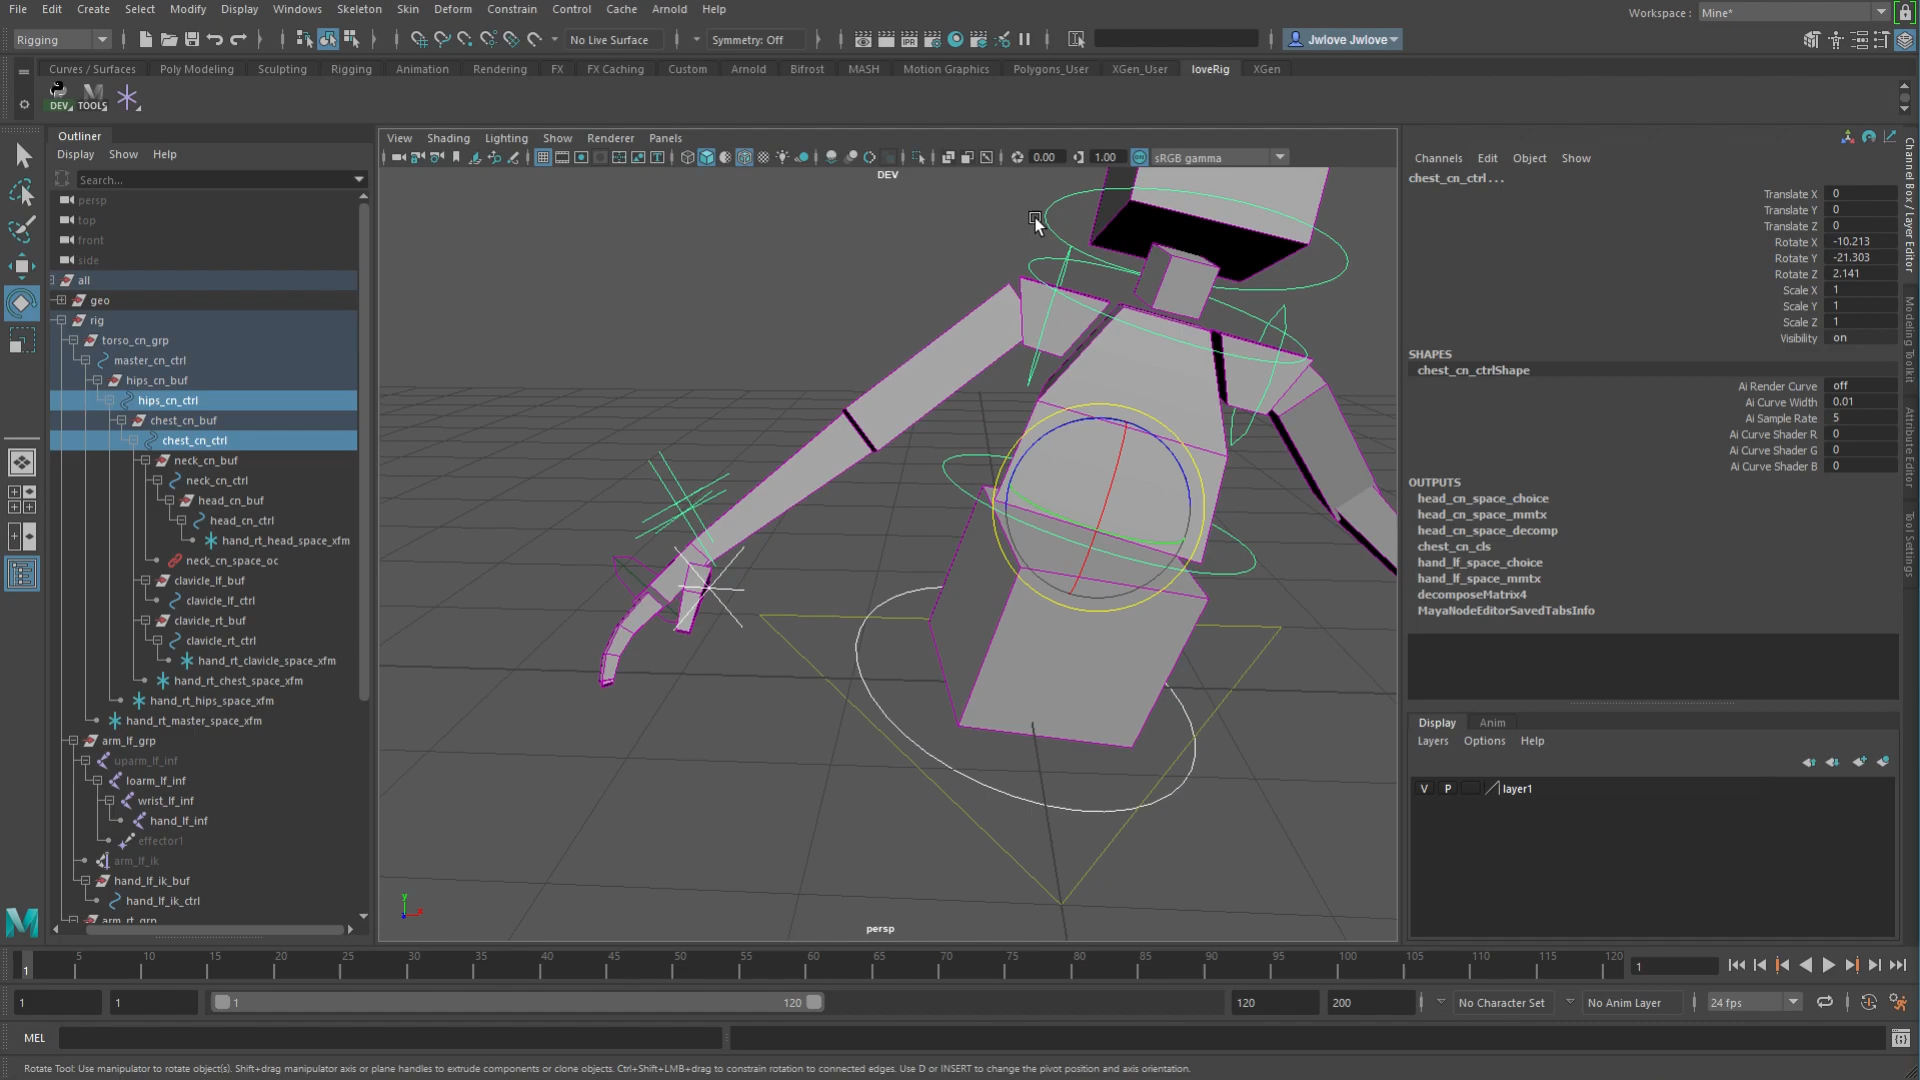 File Edit Create Select Modify Display Windows Skeleton Skin Deform Constrain Control Cache Arnold Help
Workspace : Mine*
Rigging No Live Surface Symmetry: Off Jwlove Jwlove
Curves / Surfaces Poly Modeling Sculpting Rigging Animation Rendering FX FX Caching Custom Arnold Bifrost MASH Motion Graphics Polygons_User XGen_User loveRig XGen
DEV TOOLS
Outliner
Display Show Help
Search...
persp
top
front
side
all
geo
rig
torso_cn_grp
master_cn_ctrl
hips_cn_buf
hips_cn_ctrl
chest_cn_buf
chest_cn_ctrl
neck_cn_buf
neck_cn_ctrl
head_cn_buf
head_cn_ctrl
hand_rt_head_space_xfm
neck_cn_space_oc
clavicle_lf_buf
clavicle_lf_ctrl
clavicle_rt_buf
clavicle_rt_ctrl
hand_rt_clavicle_space_xfm
hand_rt_chest_space_xfm
hand_rt_hips_space_xfm
hand_rt_master_space_xfm
arm_lf_grp
uparm_lf_inf
loarm_lf_inf
wrist_lf_inf
hand_lf_inf
effector1
arm_lf_ik
hand_lf_ik_buf
hand_lf_ik_ctrl
arm_rt_grp
View Shading Lighting Show Renderer Panels
0.00 1.00 sRGB gamma
DEV
persp
y
x
Channels Edit Object Show
chest_cn_ctrl...
Translate X 0
Translate Y 0
Translate Z 0
Rotate X -10.213
Rotate Y -21.303
Rotate Z 2.141
Scale X 1
Scale Y 1
Scale Z 1
Visibility on
SHAPES
chest_cn_ctrlShape
Ai Render Curve off
Ai Curve Width 0.01
Ai Sample Rate 5
Ai Curve Shader R 0
Ai Curve Shader G 0
Ai Curve Shader B 0
OUTPUTS
head_cn_space_choice
head_cn_space_mmtx
head_cn_space_decomp
chest_cn_cls
hand_lf_space_choice
hand_lf_space_mmtx
decomposeMatrix4
MayaNodeEditorSavedTabsInfo
Display Anim
Layers Options Help
V P layer1
Channel Box / Layer Editor
Modeling Toolkit
Attribute Editor
Tool Settings
1 5 10 15 20 25 30 35 40 45 50 55 60 65 70 75 80 85 90 95 100 105 110 115 120 1
1 1 1 120 120 200 No Character Set No Anim Layer 24 fps
MEL
Rotate Tool: Use manipulator to rotate object(s). Shift+drag manipulator axis or plane handles to extrude components or clone objects. Ctrl+Shift+LMB+drag to constrain rotation to connected edges. Use D or INSERT to change the pivot position and axis orientation.